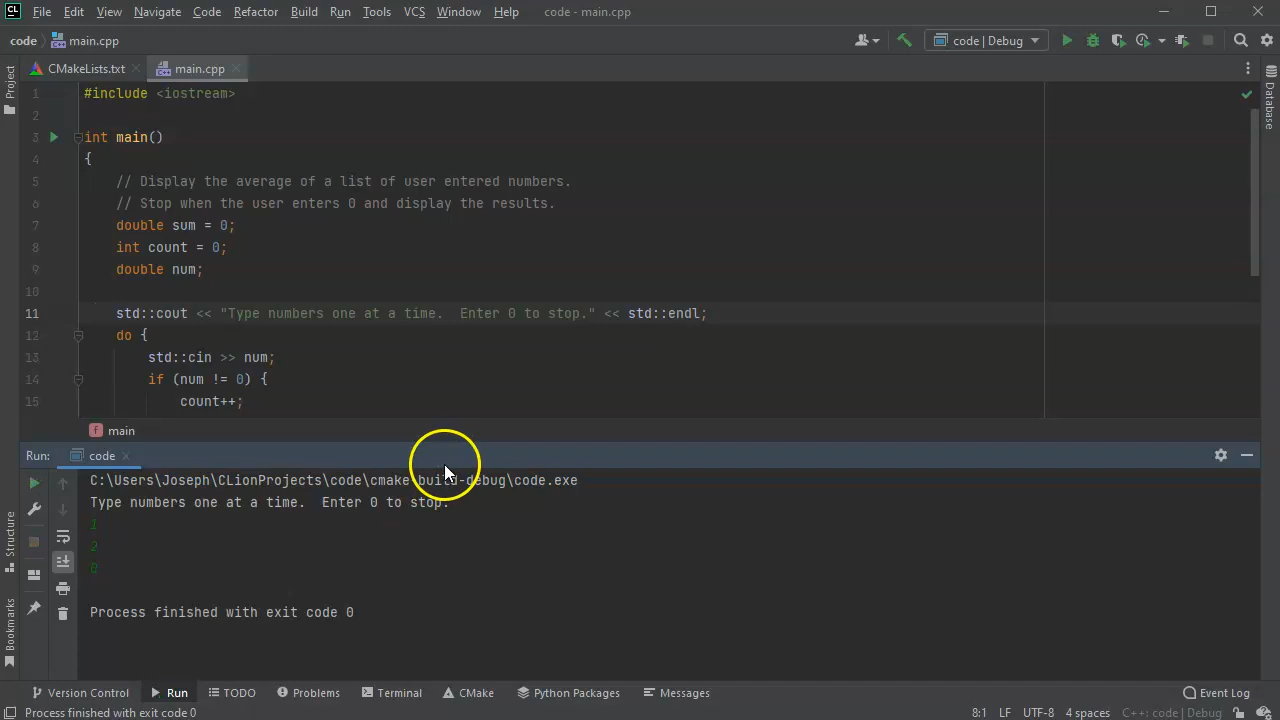 CL File Edit View Navigate Code Refactor Build Run Tools VCS Window Help code - main.cpp
code main.cpp code | Debug
CMakeLists.txt main.cpp
Project
Database
1 #include <iostream>
2
3 int main()
4 {
5 // Display the average of a list of user entered numbers.
6 // Stop when the user enters 0 and display the results.
7 double sum = 0;
8 int count = 0;
9 double num;
10
11 std::cout << "Type numbers one at a time.  Enter 0 to stop." << std::endl;
12 do {
13 std::cin >> num;
14 if (num != 0) {
15 count++;
f main
Run: code
C:\Users\Joseph\CLionProjects\code\cmake-build-debug\code.exe
Type numbers one at a time.  Enter 0 to stop.
1
2
0
Process finished with exit code 0
Structure
Bookmarks
Version Control Run TODO Problems Terminal CMake Python Packages Messages Event Log
Process finished with exit code 0 8:1 LF UTF-8 4 spaces C++: code | Debug